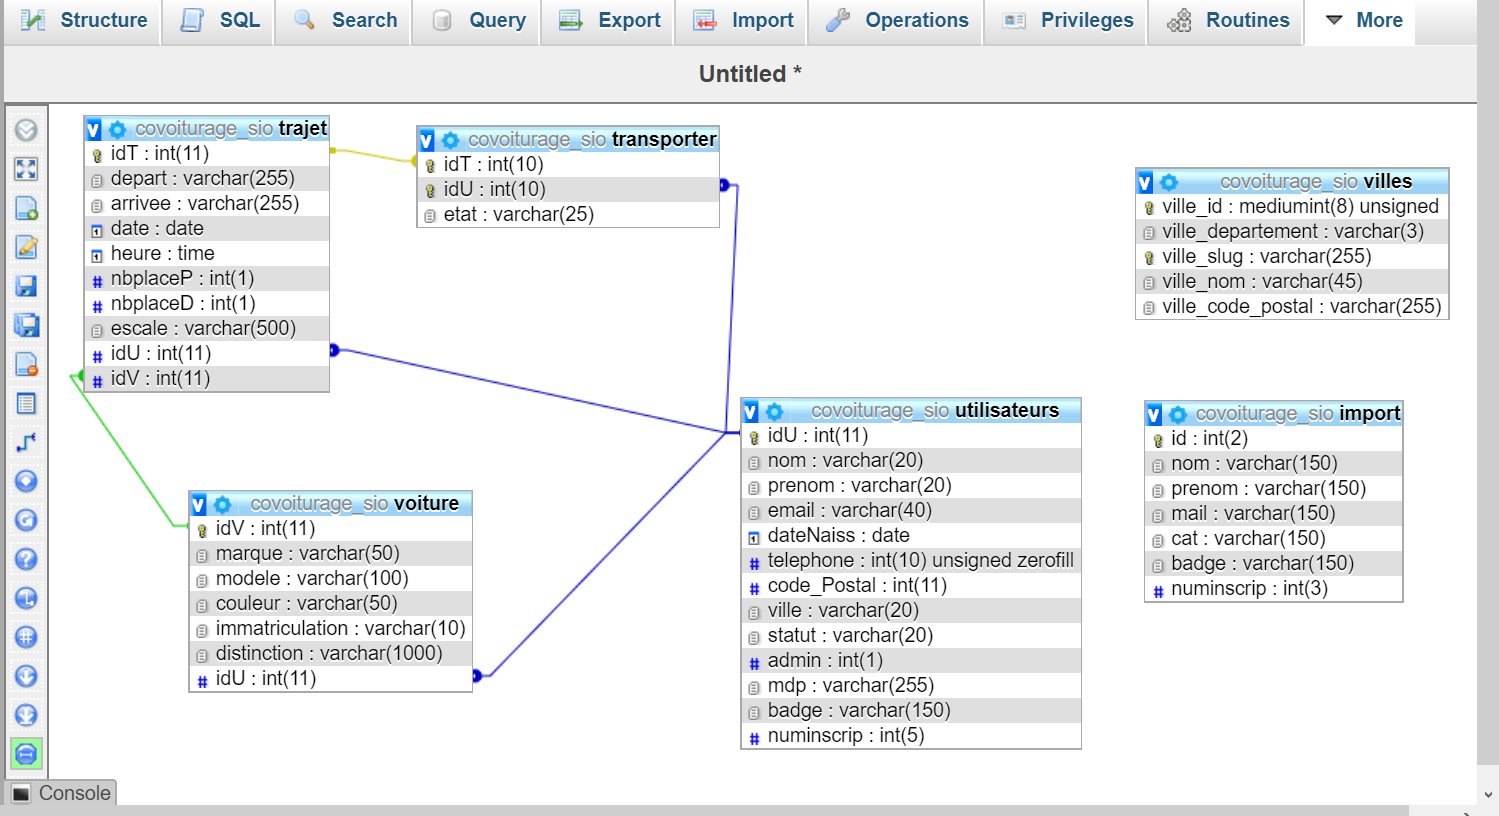 Structure
SQL
Search
Query
Export
Import
Operations
Privileges
Routines
More
Untitled *
covoiturage_sio trajet
idT : int(11)
depart : varchar(255)
arrivee : varchar(255)
date : date
heure : time
nbplaceP : int(1)
nbplaceD : int(1)
escale : varchar(500)
idU : int(11)
idV : int(11)
covoiturage_sio transporter
idT : int(10)
idU : int(10)
etat : varchar(25)
covoiturage_sio villes
ville_id : mediumint(8) unsigned
ville_departement : varchar(3)
ville_slug : varchar(255)
ville_nom : varchar(45)
ville_code_postal : varchar(255)
covoiturage_sio voiture
idV : int(11)
marque : varchar(50)
modele : varchar(100)
couleur : varchar(50)
immatriculation : varchar(10)
distinction : varchar(1000)
idU : int(11)
covoiturage_sio utilisateurs
idU : int(11)
nom : varchar(20)
prenom : varchar(20)
email : varchar(40)
dateNaiss : date
telephone : int(10) unsigned zerofill
code_Postal : int(11)
ville : varchar(20)
statut : varchar(20)
admin : int(1)
mdp : varchar(255)
badge : varchar(150)
numinscrip : int(5)
covoiturage_sio import
id : int(2)
nom : varchar(150)
prenom : varchar(150)
mail : varchar(150)
cat : varchar(150)
badge : varchar(150)
numinscrip : int(3)
Console